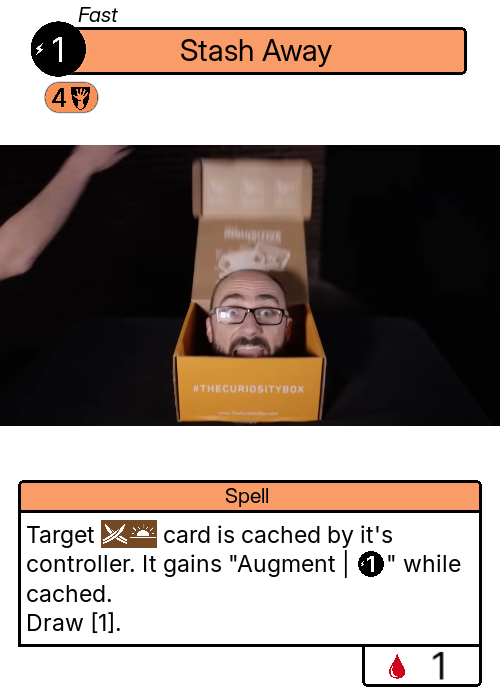 Fast
1 Stash Away
4
#THECURIOSITYBOX
Spell
Target card is cached by it's
controller. It gains "Augment | 1" while
cached.
Draw [1].
1